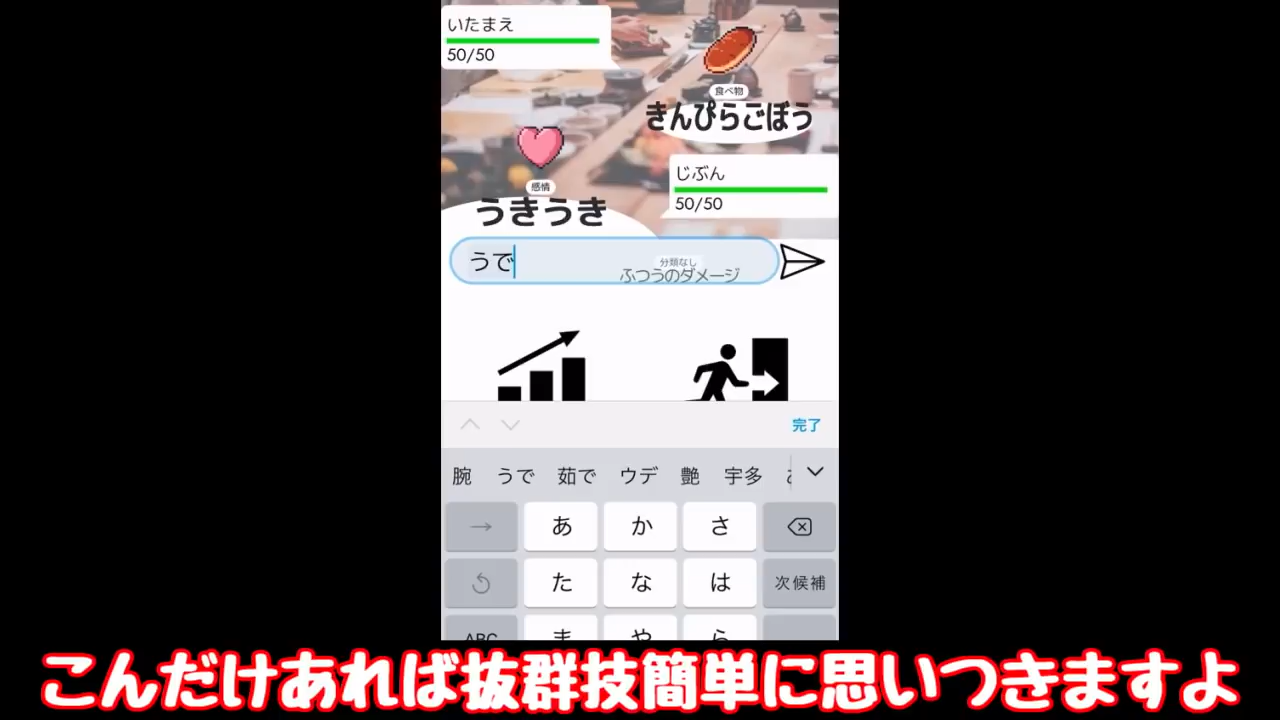 いたまえ
50/50
食べ物
きんぴらごぼう
じぶん
50/50
感情
うきうき
うで
分類なし
ふつうのダメージ
完了
腕 うで 茹で ウデ 艶 宇多
→ あ か さ
た な は 次候補
ABC ま や ら
こんだけあれば抜群技簡単に思いつきますよ